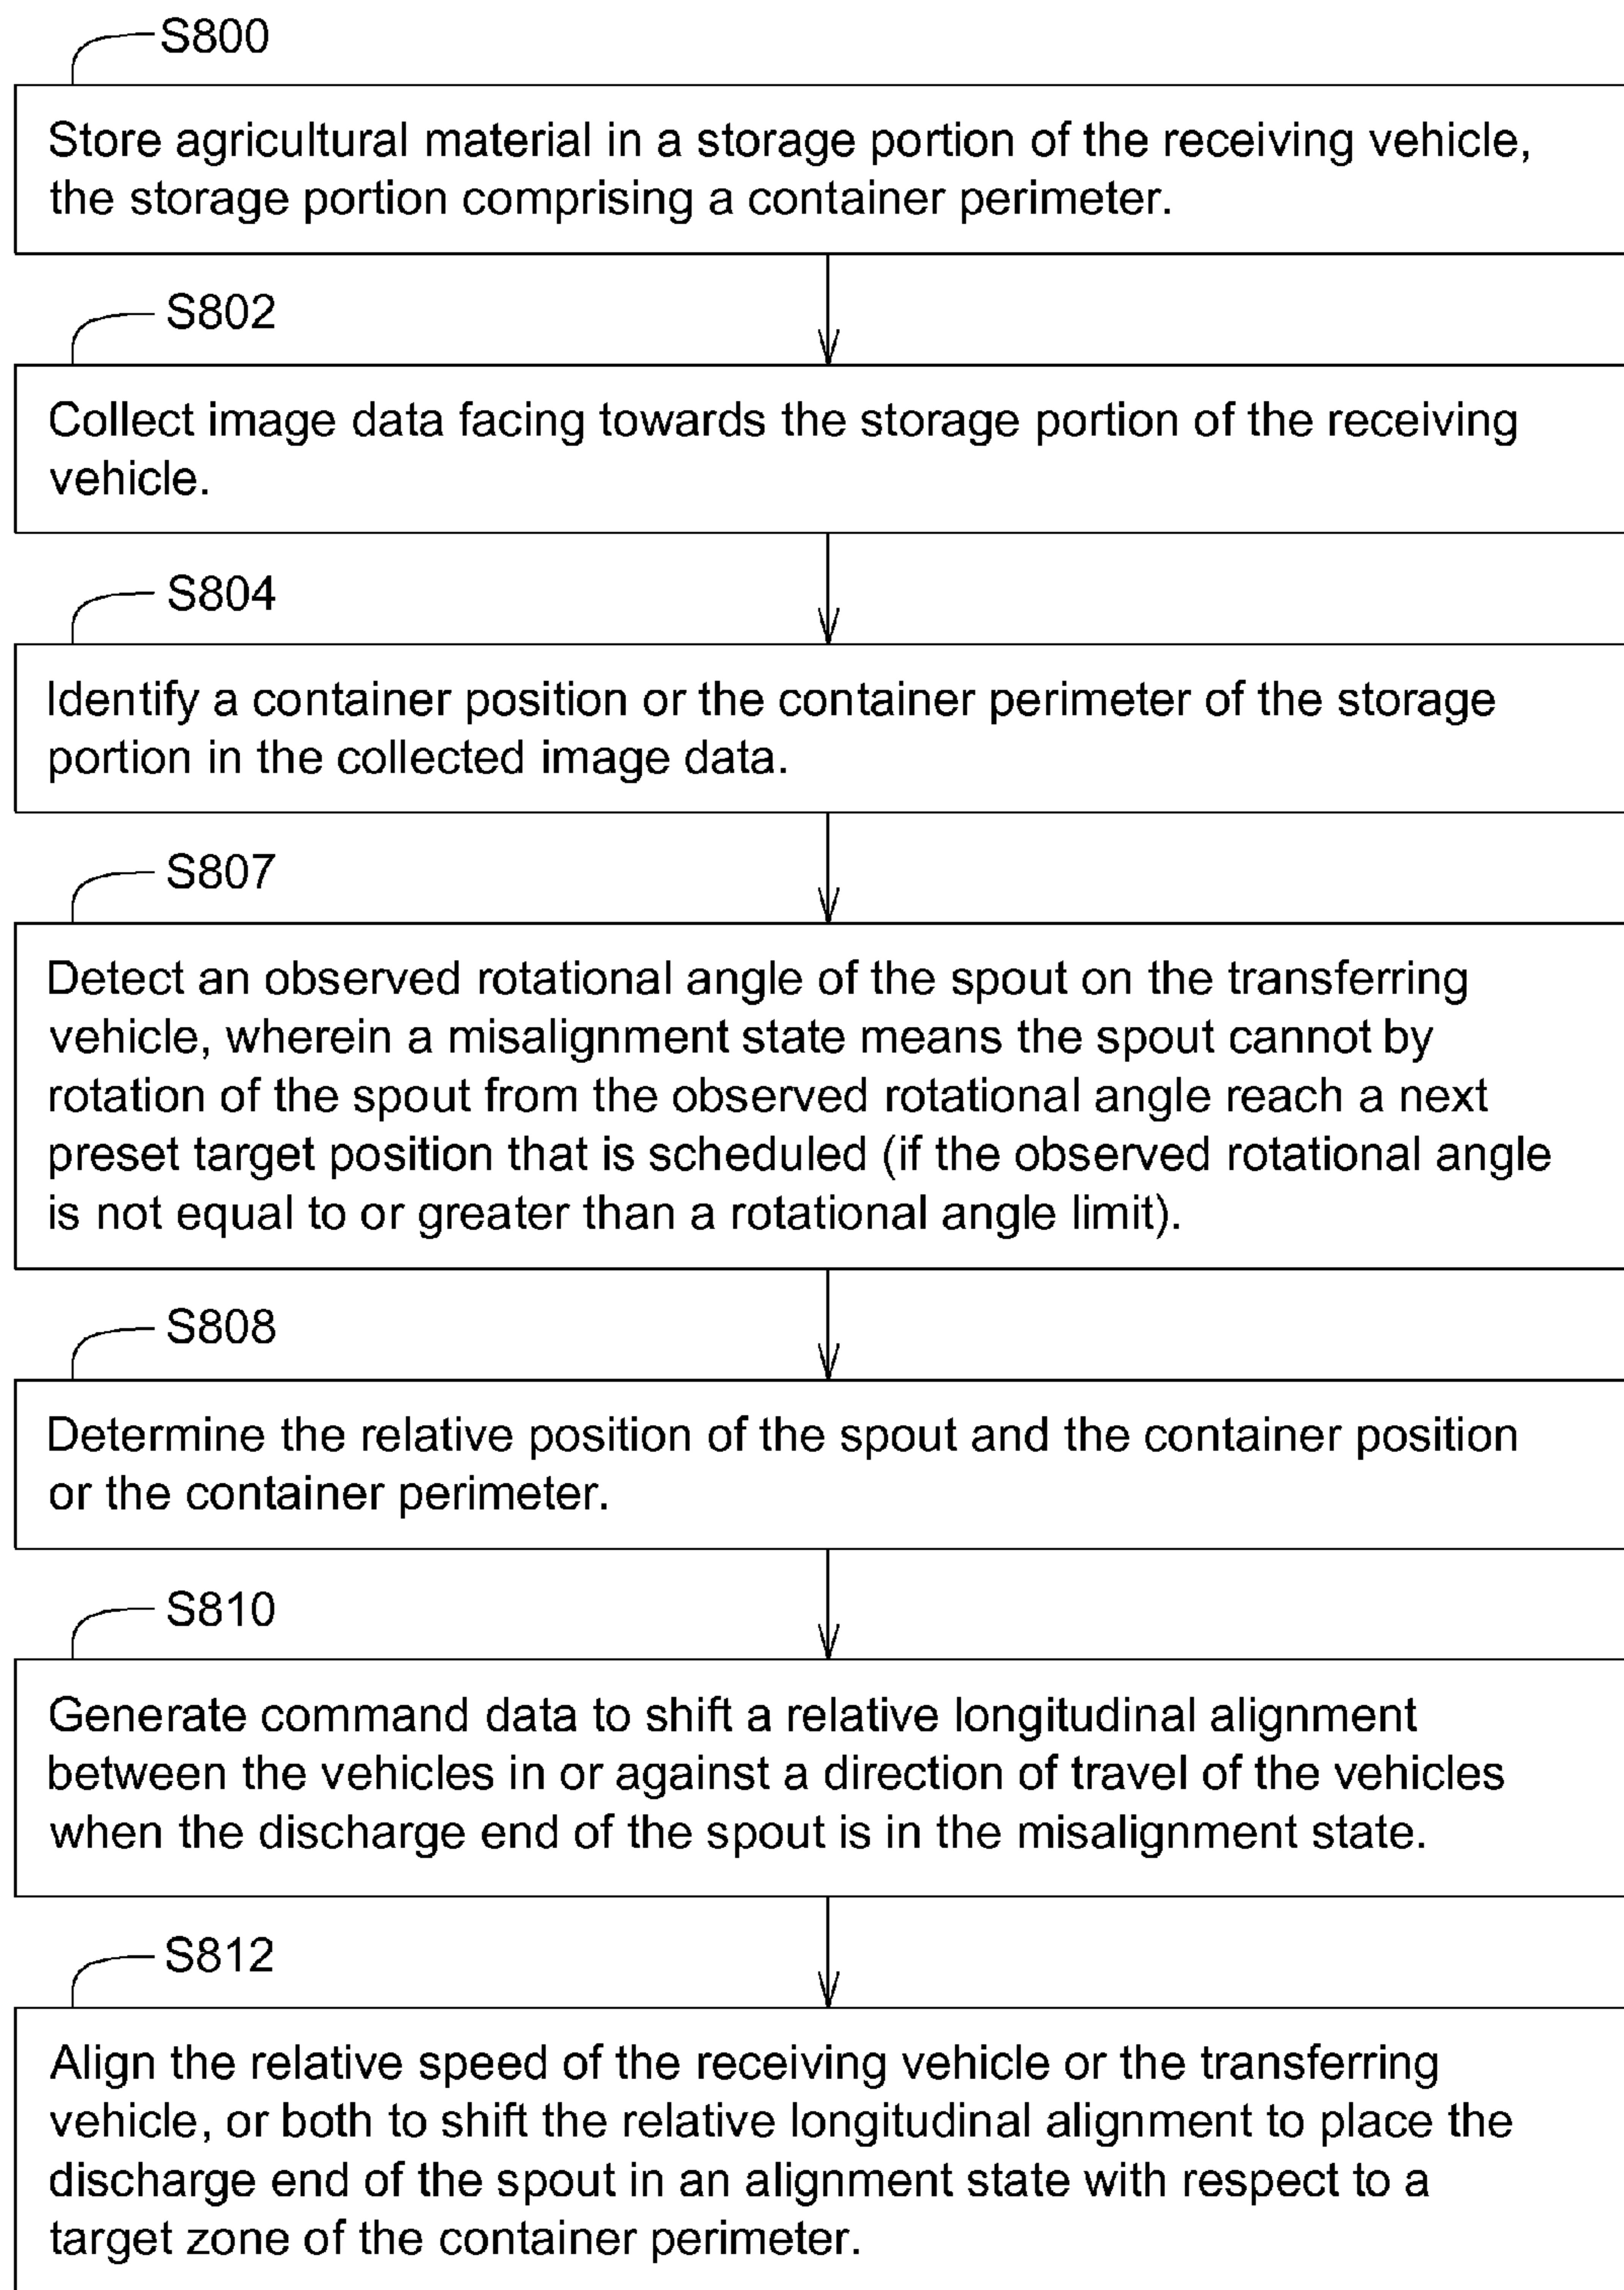 S800
Store agricultural material in a storage portion of the receiving vehicle,
the storage portion comprising a container perimeter.
S802
Collect image data facing towards the storage portion of the receiving
vehicle.
S804
Identify a container position or the container perimeter of the storage
portion in the collected image data.
S807
Detect an observed rotational angle of the spout on the transferring
vehicle, wherein a misalignment state means the spout cannot by
rotation of the spout from the observed rotational angle reach a next
preset target position that is scheduled (if the observed rotational angle
is not equal to or greater than a rotational angle limit).
S808
Determine the relative position of the spout and the container position
or the container perimeter.
S810
Generate command data to shift a relative longitudinal alignment
between the vehicles in or against a direction of travel of the vehicles
when the discharge end of the spout is in the misalignment state.
S812
Align the relative speed of the receiving vehicle or the transferring
vehicle, or both to shift the relative longitudinal alignment to place the
discharge end of the spout in an alignment state with respect to a
target zone of the container perimeter.